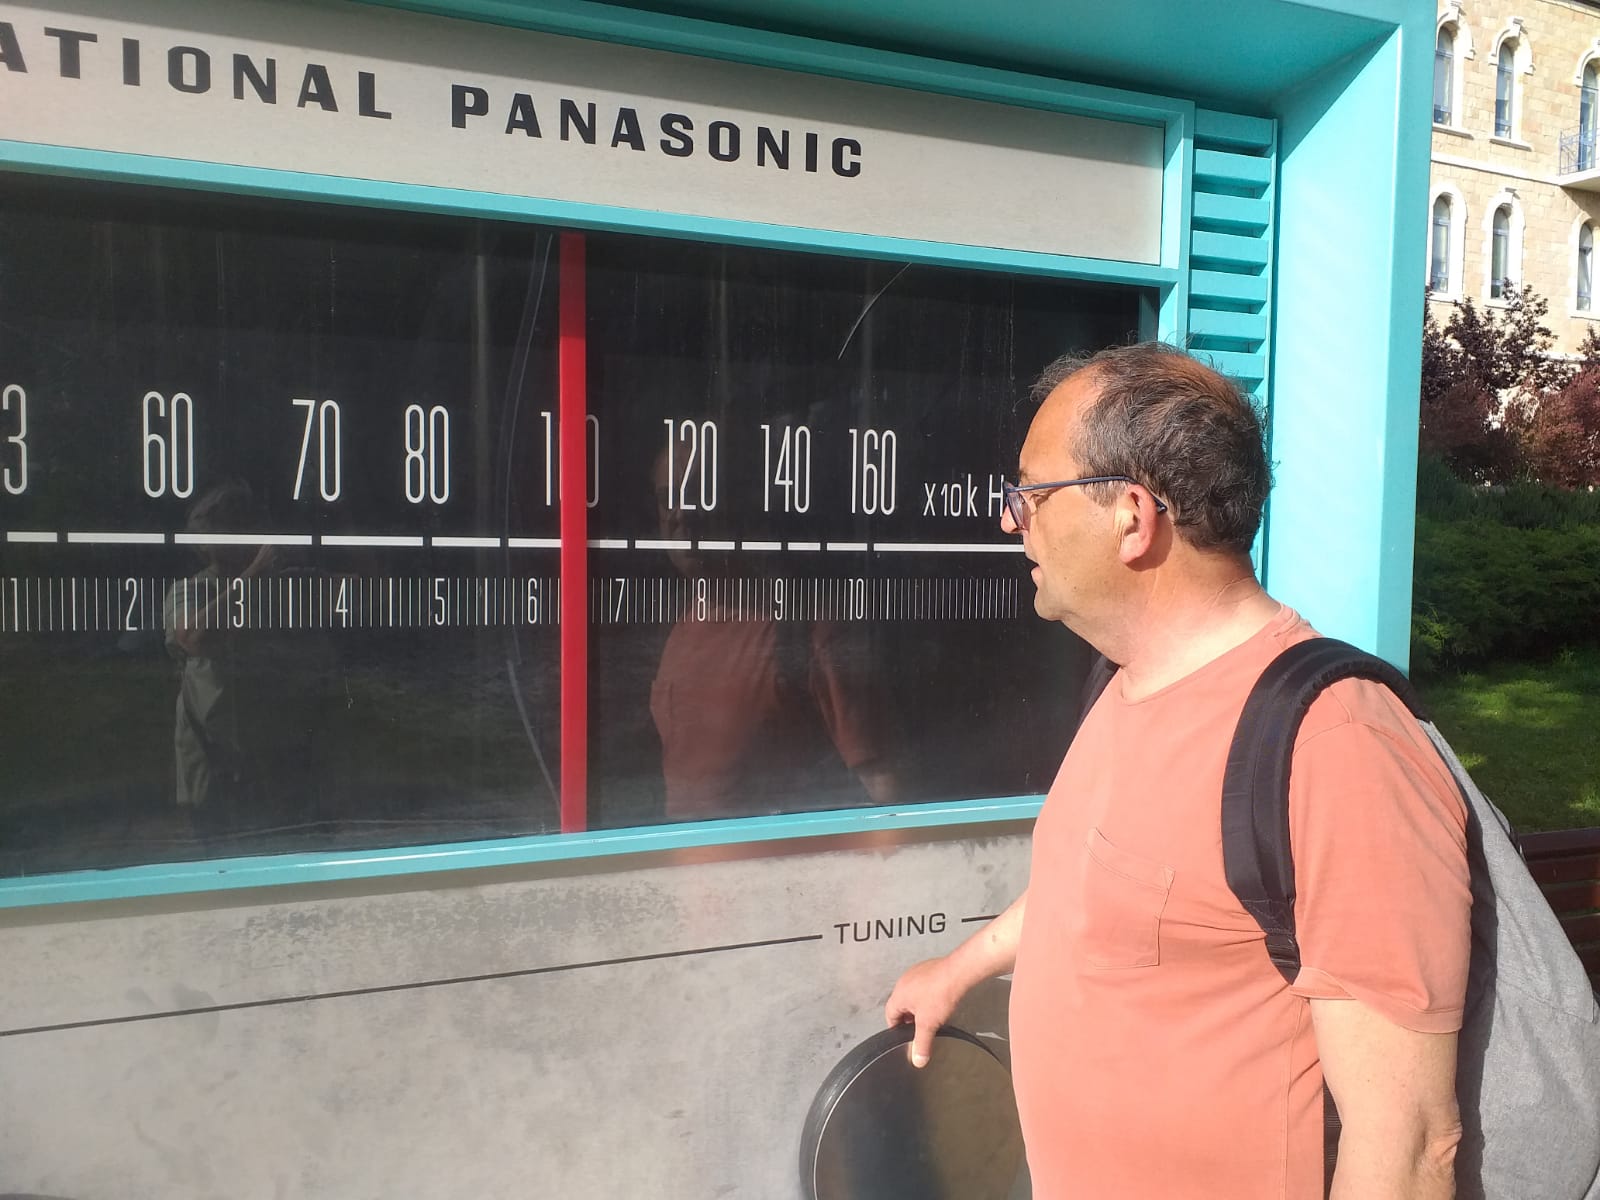 ATIONAL PANASONIC
3 60 70 80 120 140 160 X10k H
1 2 3 4 5 6 7 8 9 10
TUNING